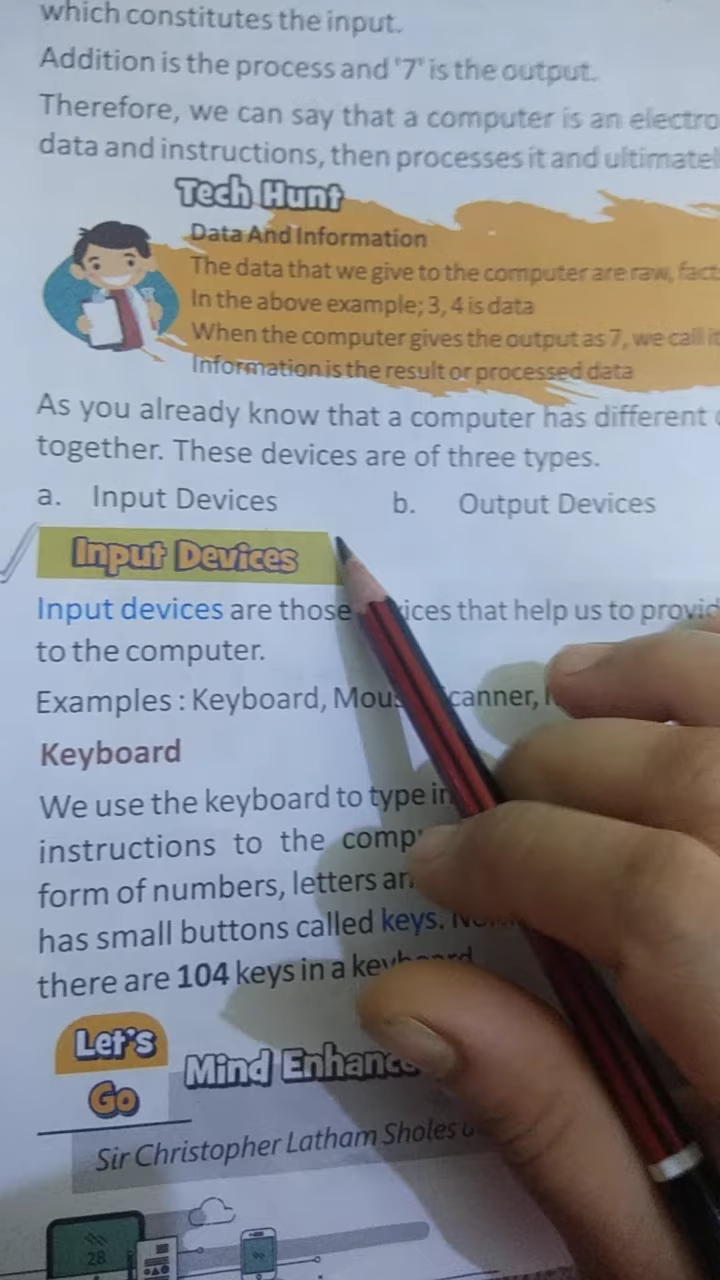 which constitutes the input.
Addition is the process and '7' is the output.
Therefore, we can say that a computer is an electro
data and instructions, then processes it and ultimatel
Tech Hunt
Data And Information
The data that we give to the computer are raw, fact
In the above example; 3, 4 is data
When the computer gives the output as 7, we call it
Information is the result or processed data
As you already know that a computer has different
together. These devices are of three types.
a. Input Devices b. Output Devices
Input Devices
Input devices are those ices that help us to provid
to the computer.
Examples : Keyboard, Mous canner,
Keyboard
We use the keyboard to type in
instructions to the comp
form of numbers, letters an
has small buttons called keys.
there are 104 keys in a keyboard
Let's
Go
Mind Enhance
Sir Christopher Latham Sholes
28